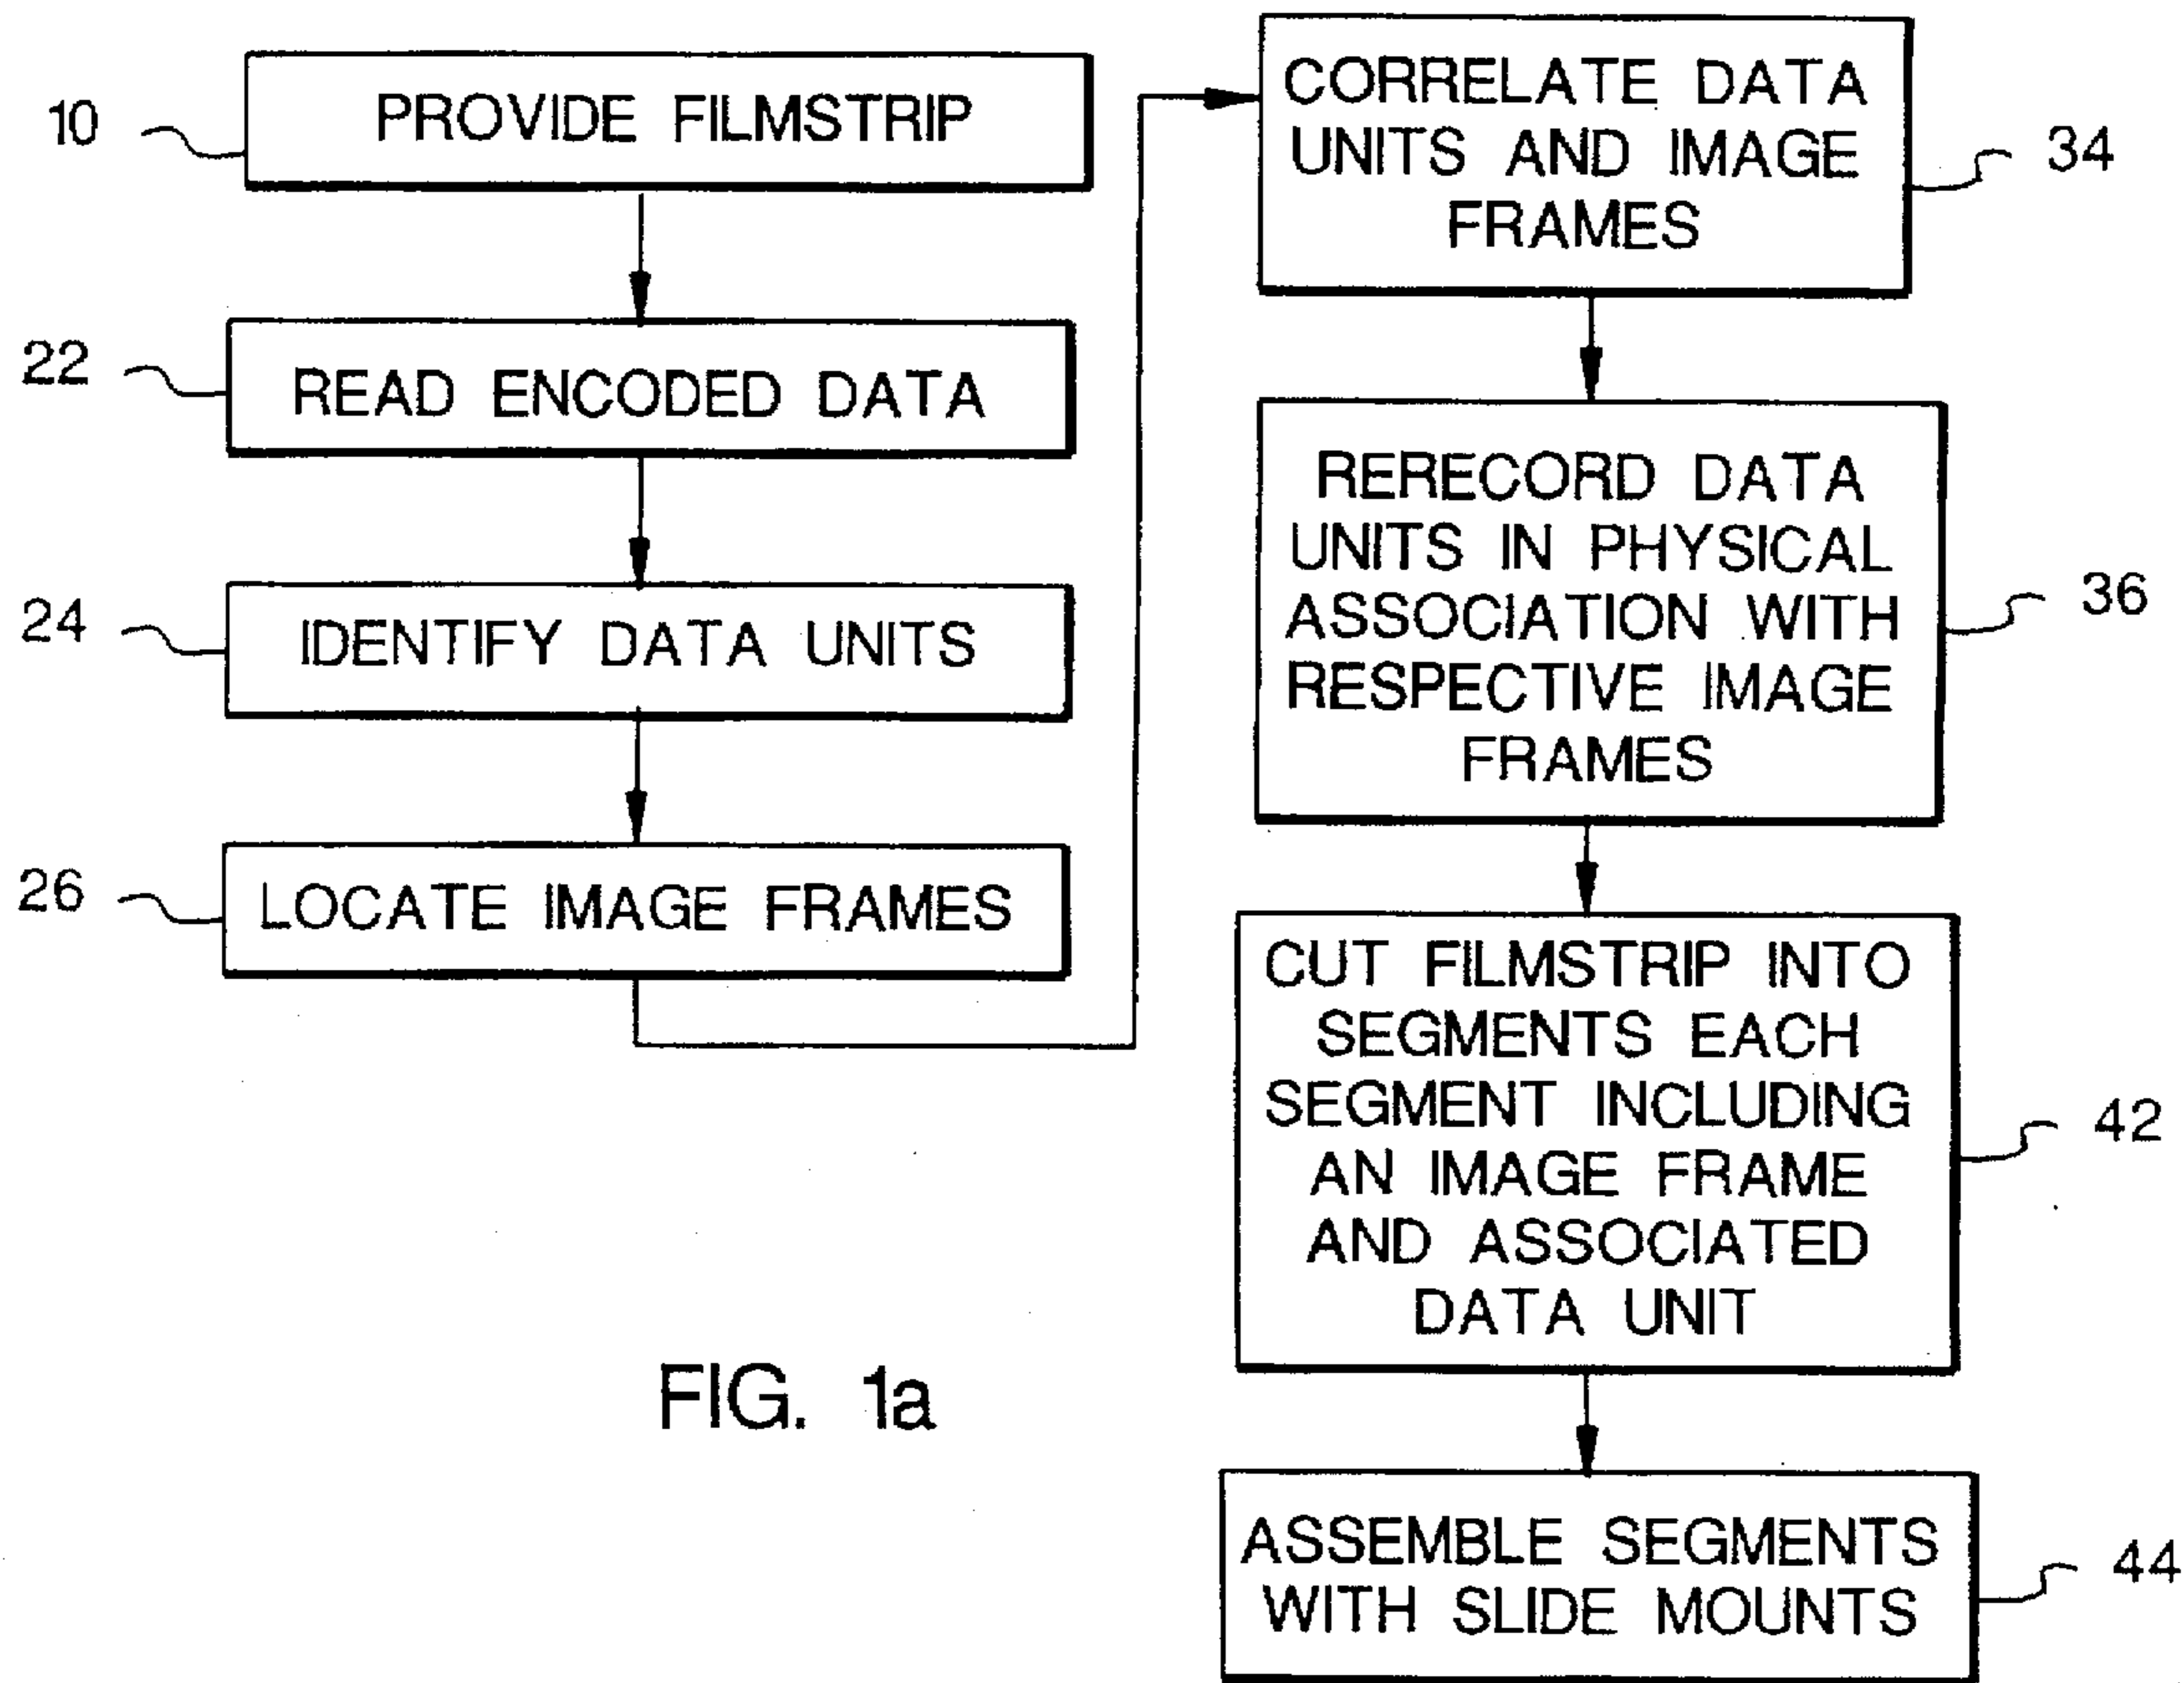 10
PROVIDE FILMSTRIP
22
READ ENCODED DATA
24
IDENTIFY DATA UNITS
26
LOCATE IMAGE FRAMES
CORRELATE DATA
UNITS AND IMAGE
FRAMES
34
RERECORD DATA
UNITS IN PHYSICAL
ASSOCIATION WITH
RESPECTIVE IMAGE
FRAMES
36
CUT FILMSTRIP INTO
SEGMENTS EACH
SEGMENT INCLUDING
AN IMAGE FRAME
AND ASSOCIATED
DATA UNIT
42
ASSEMBLE SEGMENTS
WITH SLIDE MOUNTS
44
FIG. 1a